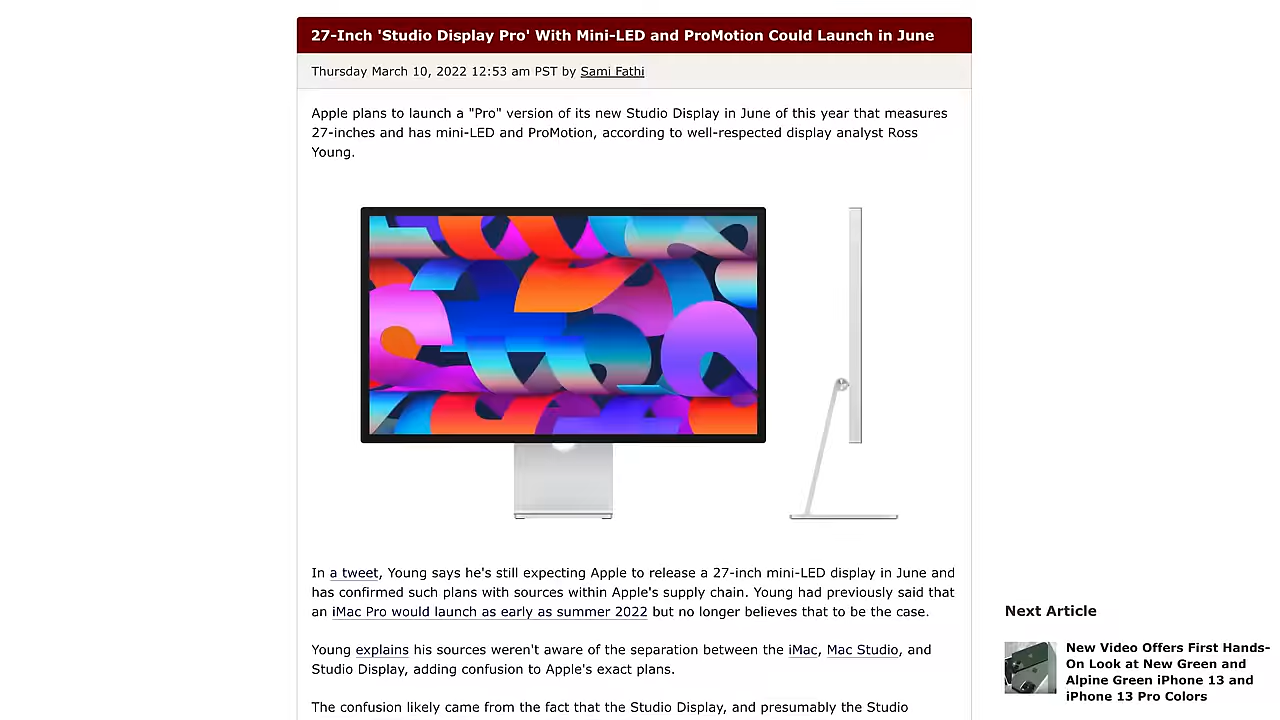 27-Inch 'Studio Display Pro' With Mini-LED and ProMotion Could Launch in June
Thursday March 10, 2022 12:53 am PST by Sami Fathi
Apple plans to launch a "Pro" version of its new Studio Display in June of this year that measures
27-inches and has mini-LED and ProMotion, according to well-respected display analyst Ross
Young.
In a tweet, Young says he's still expecting Apple to release a 27-inch mini-LED display in June and
has confirmed such plans with sources within Apple's supply chain. Young had previously said that
an iMac Pro would launch as early as summer 2022 but no longer believes that to be the case.
Young explains his sources weren't aware of the separation between the iMac, Mac Studio, and
Studio Display, adding confusion to Apple's exact plans.
The confusion likely came from the fact that the Studio Display, and presumably the Studio
Next Article
New Video Offers First Hands-
On Look at New Green and
Alpine Green iPhone 13 and
iPhone 13 Pro Colors